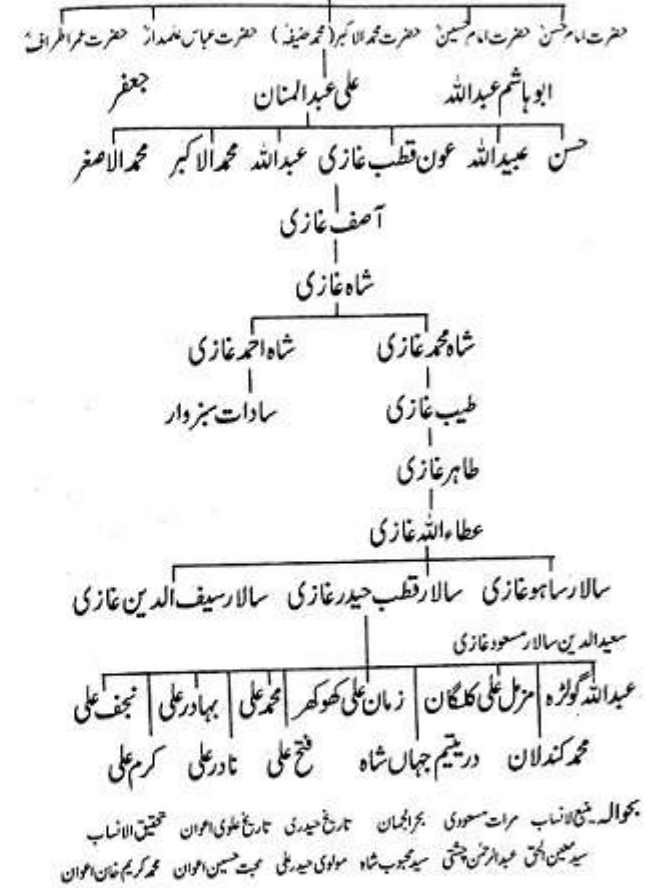 حضرت امام حسنؓ حضرت امام حسینؓ حضرت محمد الاکبر (محمد حنیفہ) حضرت عباس علمدارؓ حضرت عمر اطرافؓ
ابو ہاشم عبداللہ علی عبدالمنان جعفر
حسن عبیداللہ عون قطب غازی عبداللہ محمد الاکبر محمد الاصغر
آصف غازی
شاہ غازی
شاہ محمد غازی شاہ احمد غازی
طیب غازی سادات سبزوار
طاہر غازی
عطاء اللہ غازی
سالار ساہو غازی سالار قطب حیدر غازی سالار سیف الدین غازی
سعید الدین سالار مسعود غازی
عبداللہ گولڑہ مزمل علی کلگان زمان علی کھوکھر محمد علی بہادر علی نجف علی
محمد کندلان در یتیم جہاں شاہ فتح علی نادر علی کرم علی
بحوالہ منبع الانساب مرات مسعودی بحر الجمان تاریخ حیدری تاریخ علوی اعوان تحقیق الانساب
سید معین الحق عبدالرحمٰن چشتی سید محبوب شاہ مولوی حیدر علی محبت حسین اعوان محمد کریم خان اعوان